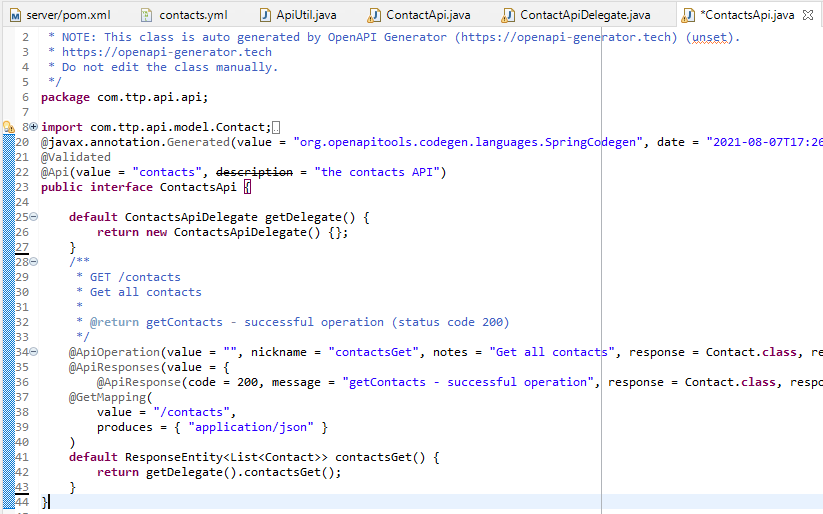 server/pom.xml contacts.yml ApiUtil.java ContactApi.java ContactApiDelegate.java *ContactsApi.java
2 * NOTE: This class is auto generated by OpenAPI Generator (https://openapi-generator.tech) (unset).
3 * https://openapi-generator.tech
4 * Do not edit the class manually.
5 */
6 package com.ttp.api.api;
7
8 import com.ttp.api.model.Contact;
20 @javax.annotation.Generated(value = "org.openapitools.codegen.languages.SpringCodegen", date = "2021-08-07T17:26
21 @Validated
22 @Api(value = "contacts", description = "the contacts API")
23 public interface ContactsApi {
24
25 default ContactsApiDelegate getDelegate() {
26 return new ContactsApiDelegate() {};
27 }
28 /**
29 * GET /contacts
30 * Get all contacts
31 *
32 * @return getContacts - successful operation (status code 200)
33 */
34 @ApiOperation(value = "", nickname = "contactsGet", notes = "Get all contacts", response = Contact.class, re
35 @ApiResponses(value = {
36 @ApiResponse(code = 200, message = "getContacts - successful operation", response = Contact.class, respo
37 @GetMapping(
38 value = "/contacts",
39 produces = { "application/json" }
40 )
41 default ResponseEntity<List<Contact>> contactsGet() {
42 return getDelegate().contactsGet();
43 }
44 }